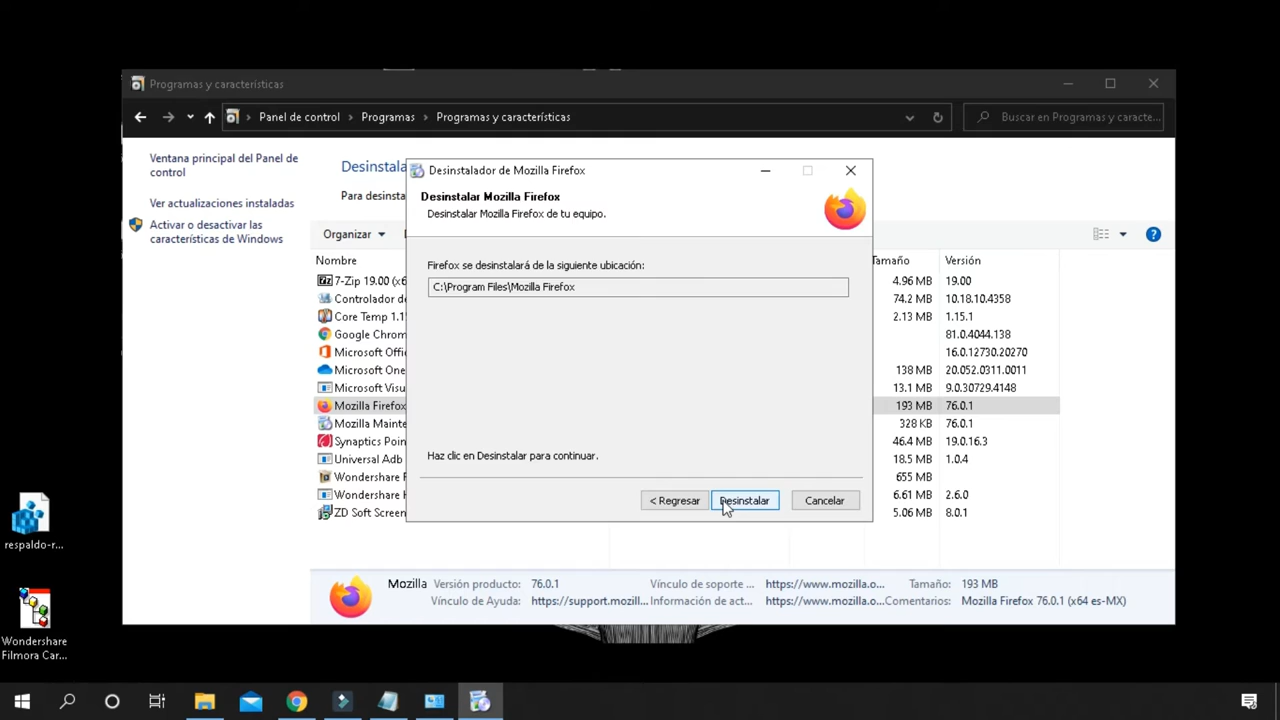 Programas y características
Panel de control > Programas > Programas y características
Buscar en Programas y caracte...
Ventana principal del Panel de
control
Ver actualizaciones instaladas
Activar o desactivar las
características de Windows
Desinstala
Para desinsta
Organizar
Nombre
Tamaño
Versión
7-Zip 19.00 (x6
4.96 MB
19.00
Controlador de
74.2 MB
10.18.10.4358
Core Temp 1.15
2.13 MB
1.15.1
Google Chrom
81.0.4044.138
Microsoft Offi
16.0.12730.20270
Microsoft One
138 MB
20.052.0311.0011
Microsoft Visu
13.1 MB
9.0.30729.4148
Mozilla Firefox
193 MB
76.0.1
Mozilla Mainte
328 KB
76.0.1
Synaptics Poin
46.4 MB
19.0.16.3
Universal Adb
18.5 MB
1.0.4
Wondershare F
655 MB
Wondershare H
6.61 MB
2.6.0
ZD Soft Screen
5.06 MB
8.0.1
Desinstalador de Mozilla Firefox
Desinstalar Mozilla Firefox
Desinstalar Mozilla Firefox de tu equipo.
Firefox se desinstalará de la siguiente ubicación:
C:\Program Files\Mozilla Firefox
Haz clic en Desinstalar para continuar.
< Regresar
Desinstalar
Cancelar
Mozilla
Versión producto:
76.0.1
Vínculo de soporte ...
https://www.mozilla.o...
Tamaño:
193 MB
Vínculo de Ayuda:
https://support.mozill...
Información de act...
https://www.mozilla.o...
Comentarios:
Mozilla Firefox 76.0.1 (x64 es-MX)
respaldo-r...
Wondershare
Filmora Car...